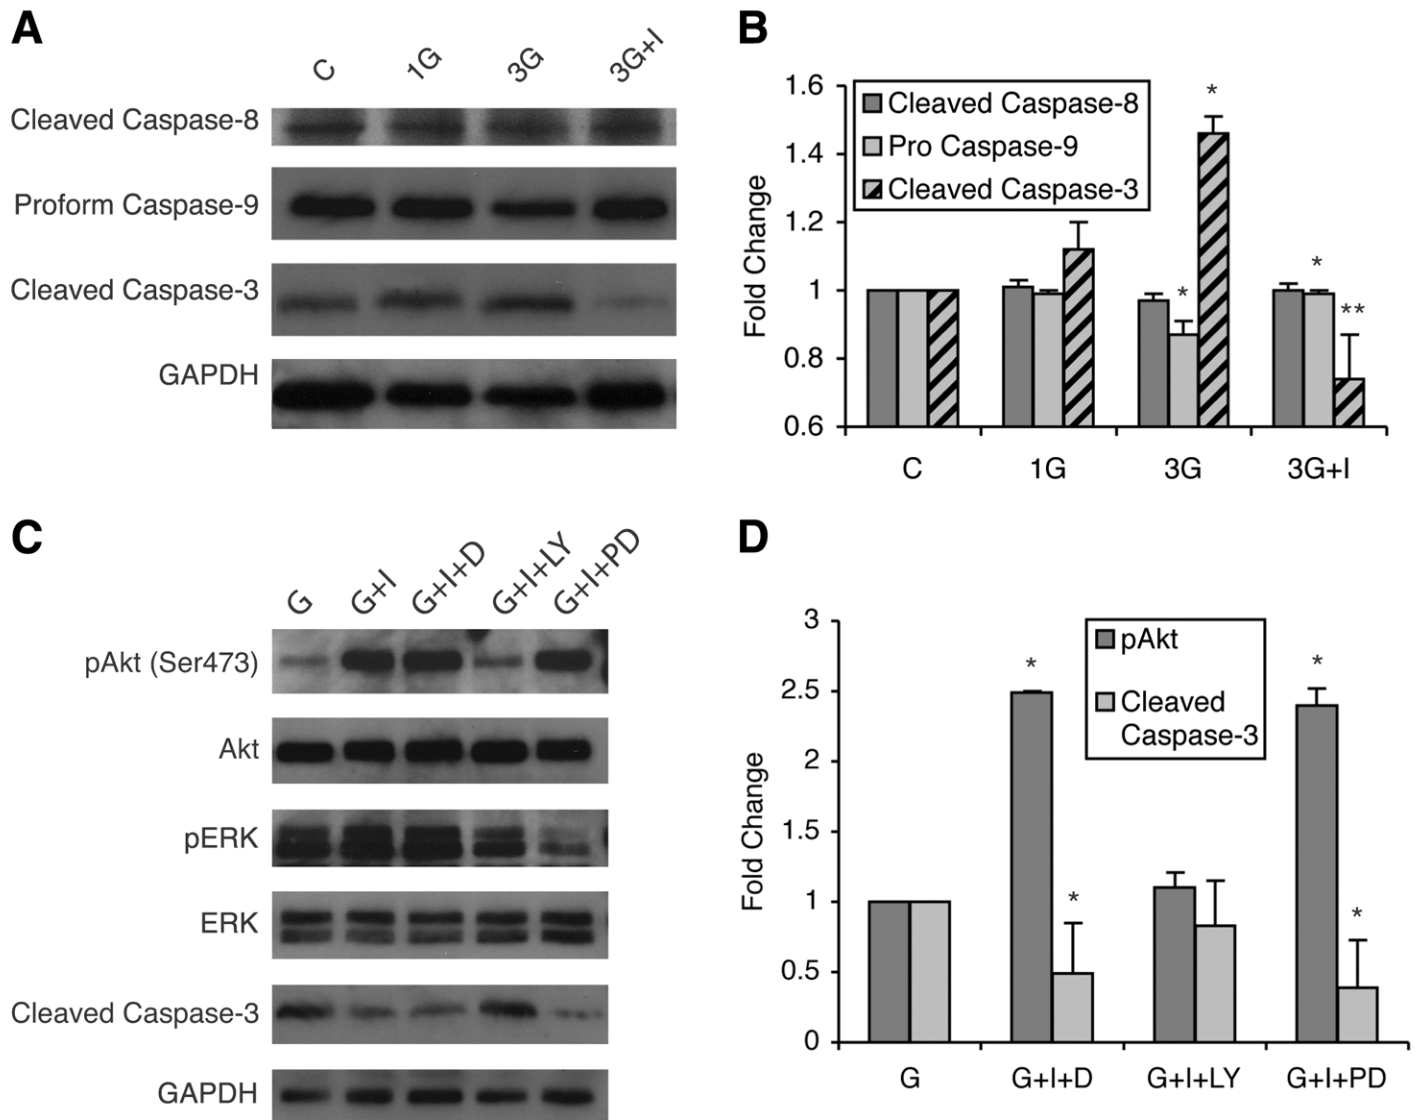 A
C 1G 3G 3G+I
Cleaved Caspase-8
Proform Caspase-9
Cleaved Caspase-3
GAPDH
B
1.6
1.4
1.2
1
0.8
0.6
Fold Change
Cleaved Caspase-8
Pro Caspase-9
Cleaved Caspase-3
*
*
*
**
C 1G 3G 3G+I
C
G G+I G+I+D G+I+LY G+I+PD
pAkt (Ser473)
Akt
pERK
ERK
Cleaved Caspase-3
GAPDH
D
3
2.5
2
1.5
1
0.5
0
Fold Change
pAkt
Cleaved
Caspase-3
*
*
*
*
G G+I+D G+I+LY G+I+PD